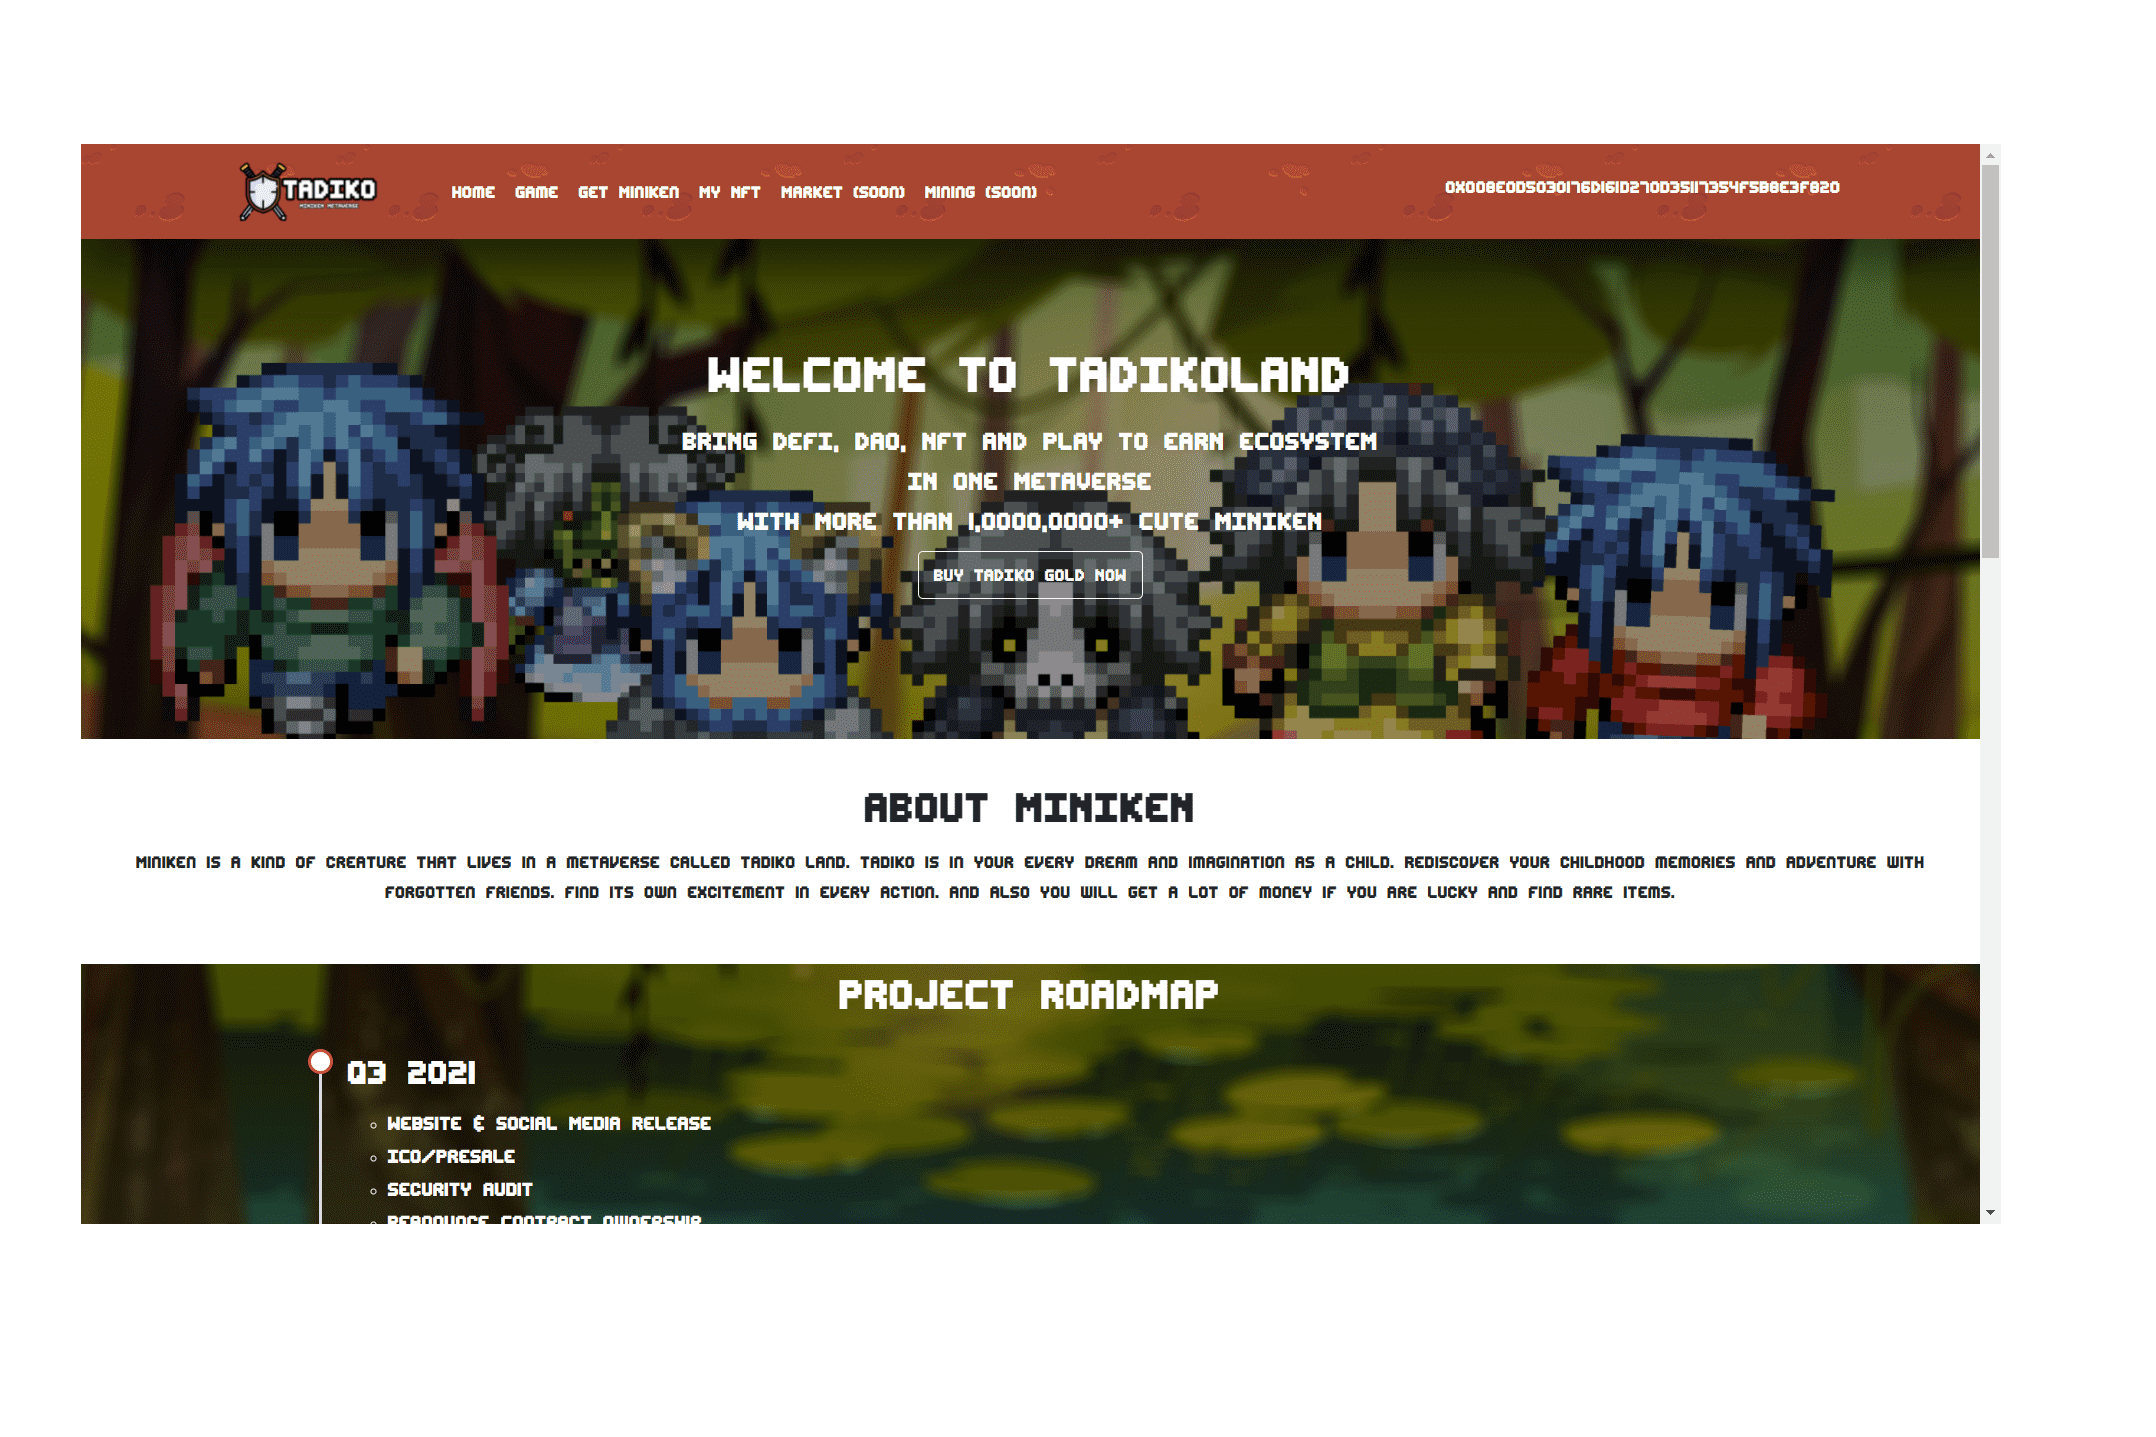 TADIKO
MINIKEN METAVERSE
HOME GAME GET MINIKEN MY NFT MARKET (SOON) MINING (SOON)
0X008E0D5030176D161D270D35117354F5B8E3F820
WELCOME TO TADIKOLAND
BRING DEFI, DAO, NFT AND PLAY TO EARN ECOSYSTEM
IN ONE METAVERSE
WITH MORE THAN 1,0000,0000+ CUTE MINIKEN
BUY TADIKO GOLD NOW
ABOUT MINIKEN
MINIKEN IS A KIND OF CREATURE THAT LIVES IN A METAVERSE CALLED TADIKO LAND. TADIKO IS IN YOUR EVERY DREAM AND IMAGINATION AS A CHILD. REDISCOVER YOUR CHILDHOOD MEMORIES AND ADVENTURE WITH
FORGOTTEN FRIENDS. FIND ITS OWN EXCITEMENT IN EVERY ACTION. AND ALSO YOU WILL GET A LOT OF MONEY IF YOU ARE LUCKY AND FIND RARE ITEMS.
PROJECT ROADMAP
Q3 2021
WEBSITE & SOCIAL MEDIA RELEASE
ICO/PRESALE
SECURITY AUDIT
RENOUNCE CONTRACT OWNERSHIP